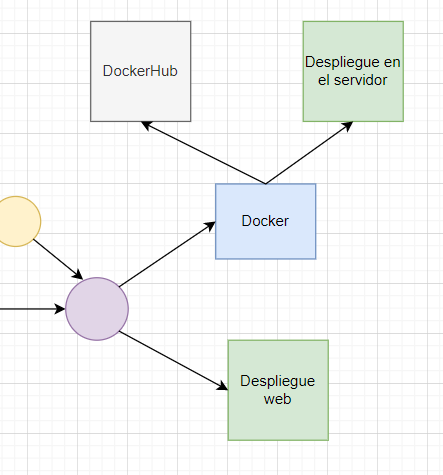 DockerHub
Despliegue en
el servidor
Docker
Despliegue
web